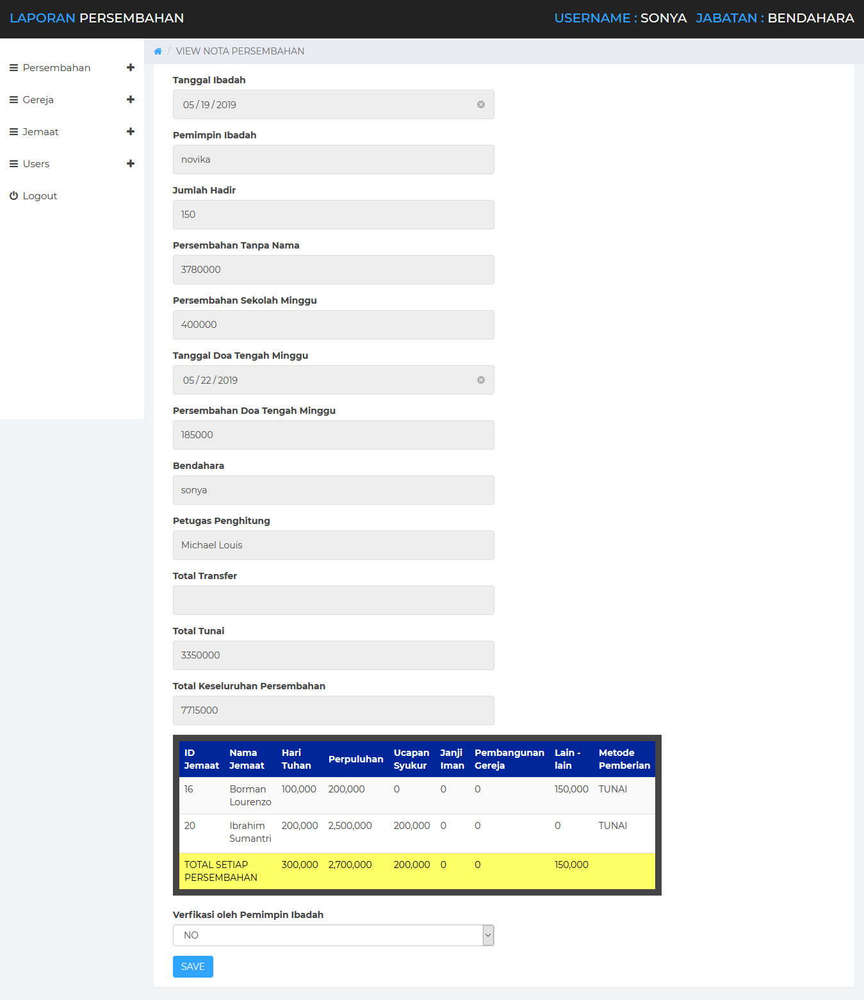 LAPORAN PERSEMBAHAN
USERNAME : SONYA JABATAN : BENDAHARA
Persembahan
Gereja
Jemaat
Users
Logout
/ VIEW NOTA PERSEMBAHAN
Tanggal Ibadah
05 / 19 / 2019
Pemimpin Ibadah
novika
Jumlah Hadir
150
Persembahan Tanpa Nama
3780000
Persembahan Sekolah Minggu
400000
Tanggal Doa Tengah Minggu
05 / 22 / 2019
Persembahan Doa Tengah Minggu
185000
Bendahara
sonya
Petugas Penghitung
Michael Louis
Total Transfer
Total Tunai
3350000
Total Keseluruhan Persembahan
7715000
ID Jemaat Nama Jemaat Hari Tuhan Perpuluhan Ucapan Syukur Janji Iman Pembangunan Gereja Lain - lain Metode Pemberian
16 Borman Lourenzo 100,000 200,000 0 0 0 150,000 TUNAI
20 Ibrahim Sumantri 200,000 2,500,000 200,000 0 0 0 TUNAI
TOTAL SETIAP PERSEMBAHAN 300,000 2,700,000 200,000 0 0 150,000
Verfikasi oleh Pemimpin Ibadah
NO
SAVE